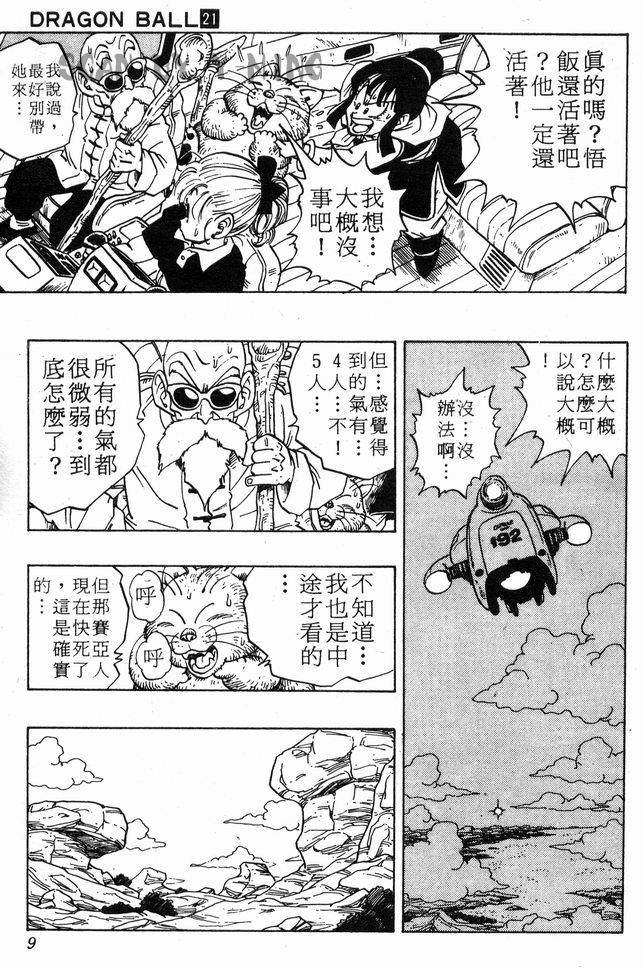 DRAGON BALL 21
眞的嗎?悟
飯還活著吧
?他一定還
活著!
我想…
大概沒
事吧!
我說過,
最好別帶
她來…
什麼大概
?怎麼可
以說大概
!
沒…沒
辦法啊…
192
但…感覺得
到的氣有…
4人…不!
5人…
所有的氣都
很微弱…到
底怎麼了?
不知道…
我也是中
途才看的
…
呼
呼
但那賽亞人
現在快死了
,這是確實
的…
9